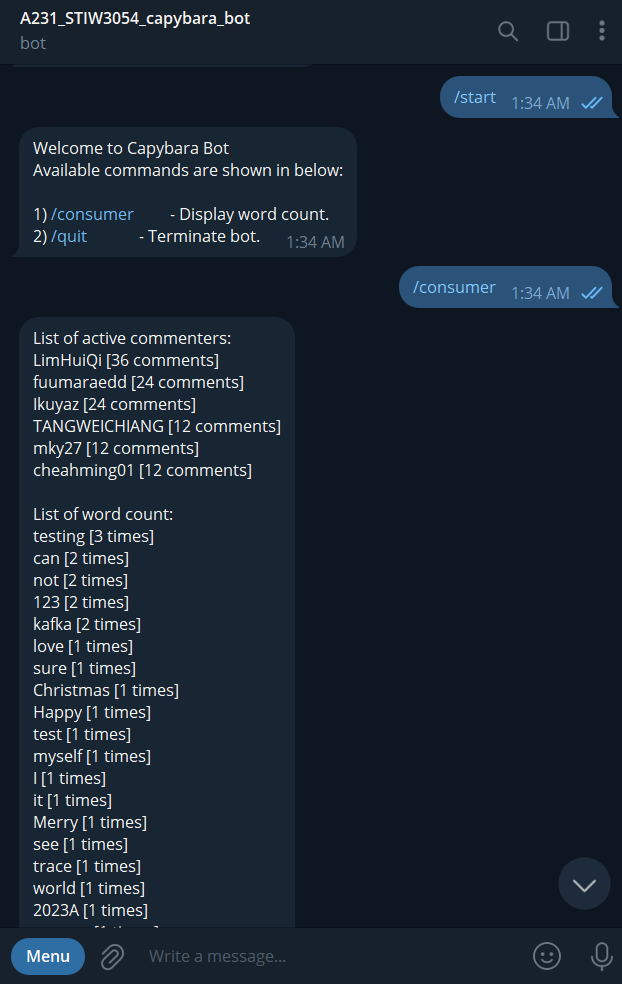 A231_STIW3054_capybara_bot
bot
/start 1:34 AM
Welcome to Capybara Bot
Available commands are shown in below:
1) /consumer - Display word count.
2) /quit - Terminate bot. 1:34 AM
/consumer 1:34 AM
List of active commenters:
LimHuiQi [36 comments]
fuumaraedd [24 comments]
Ikuyaz [24 comments]
TANGWEICHIANG [12 comments]
mky27 [12 comments]
cheahming01 [12 comments]
List of word count:
testing [3 times]
can [2 times]
not [2 times]
123 [2 times]
kafka [2 times]
love [1 times]
sure [1 times]
Christmas [1 times]
Happy [1 times]
test [1 times]
myself [1 times]
I [1 times]
it [1 times]
Merry [1 times]
see [1 times]
trace [1 times]
world [1 times]
2023A [1 times]
Menu Write a message...